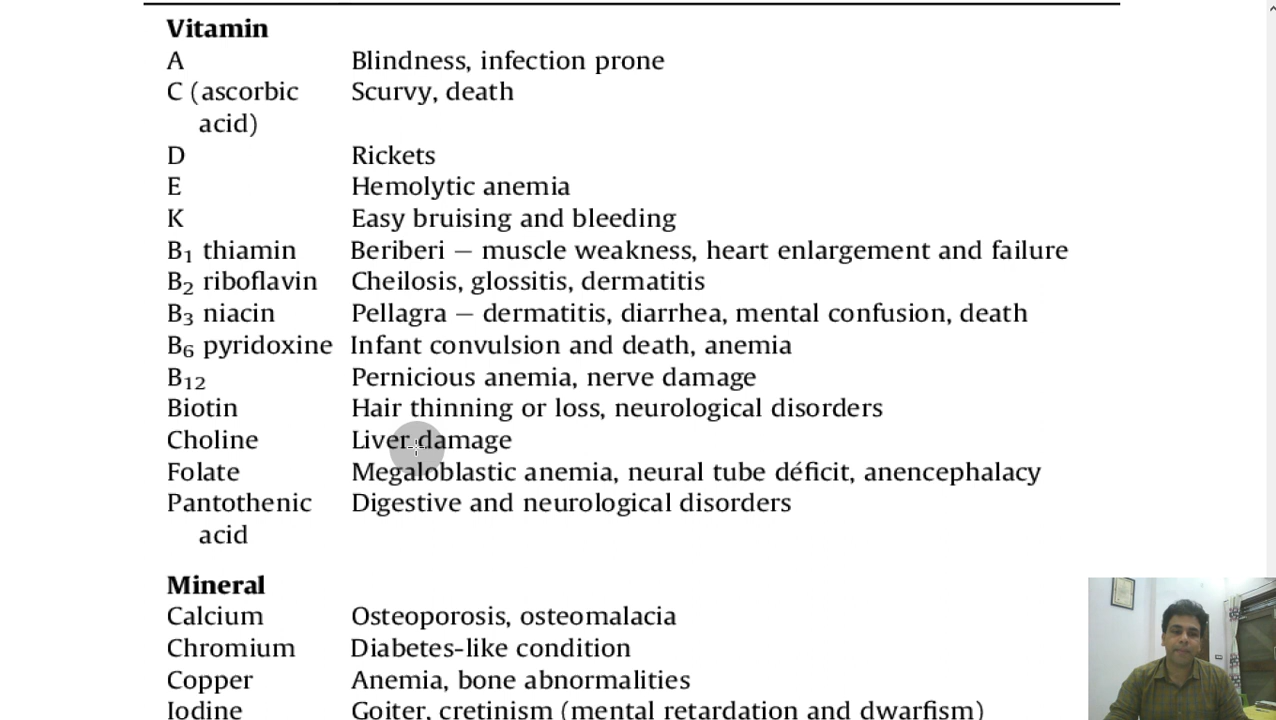 Vitamin
A Blindness, infection prone
C (ascorbic Scurvy, death
acid)
D Rickets
E Hemolytic anemia
K Easy bruising and bleeding
B₁ thiamin Beriberi — muscle weakness, heart enlargement and failure
B₂ riboflavin Cheilosis, glossitis, dermatitis
B₃ niacin Pellagra — dermatitis, diarrhea, mental confusion, death
B₆ pyridoxine Infant convulsion and death, anemia
B₁₂ Pernicious anemia, nerve damage
Biotin Hair thinning or loss, neurological disorders
Choline Liver damage
Folate Megaloblastic anemia, neural tube déficit, anencephalacy
Pantothenic Digestive and neurological disorders
acid
Mineral
Calcium Osteoporosis, osteomalacia
Chromium Diabetes-like condition
Copper Anemia, bone abnormalities
Iodine Goiter, cretinism (mental retardation and dwarfism)